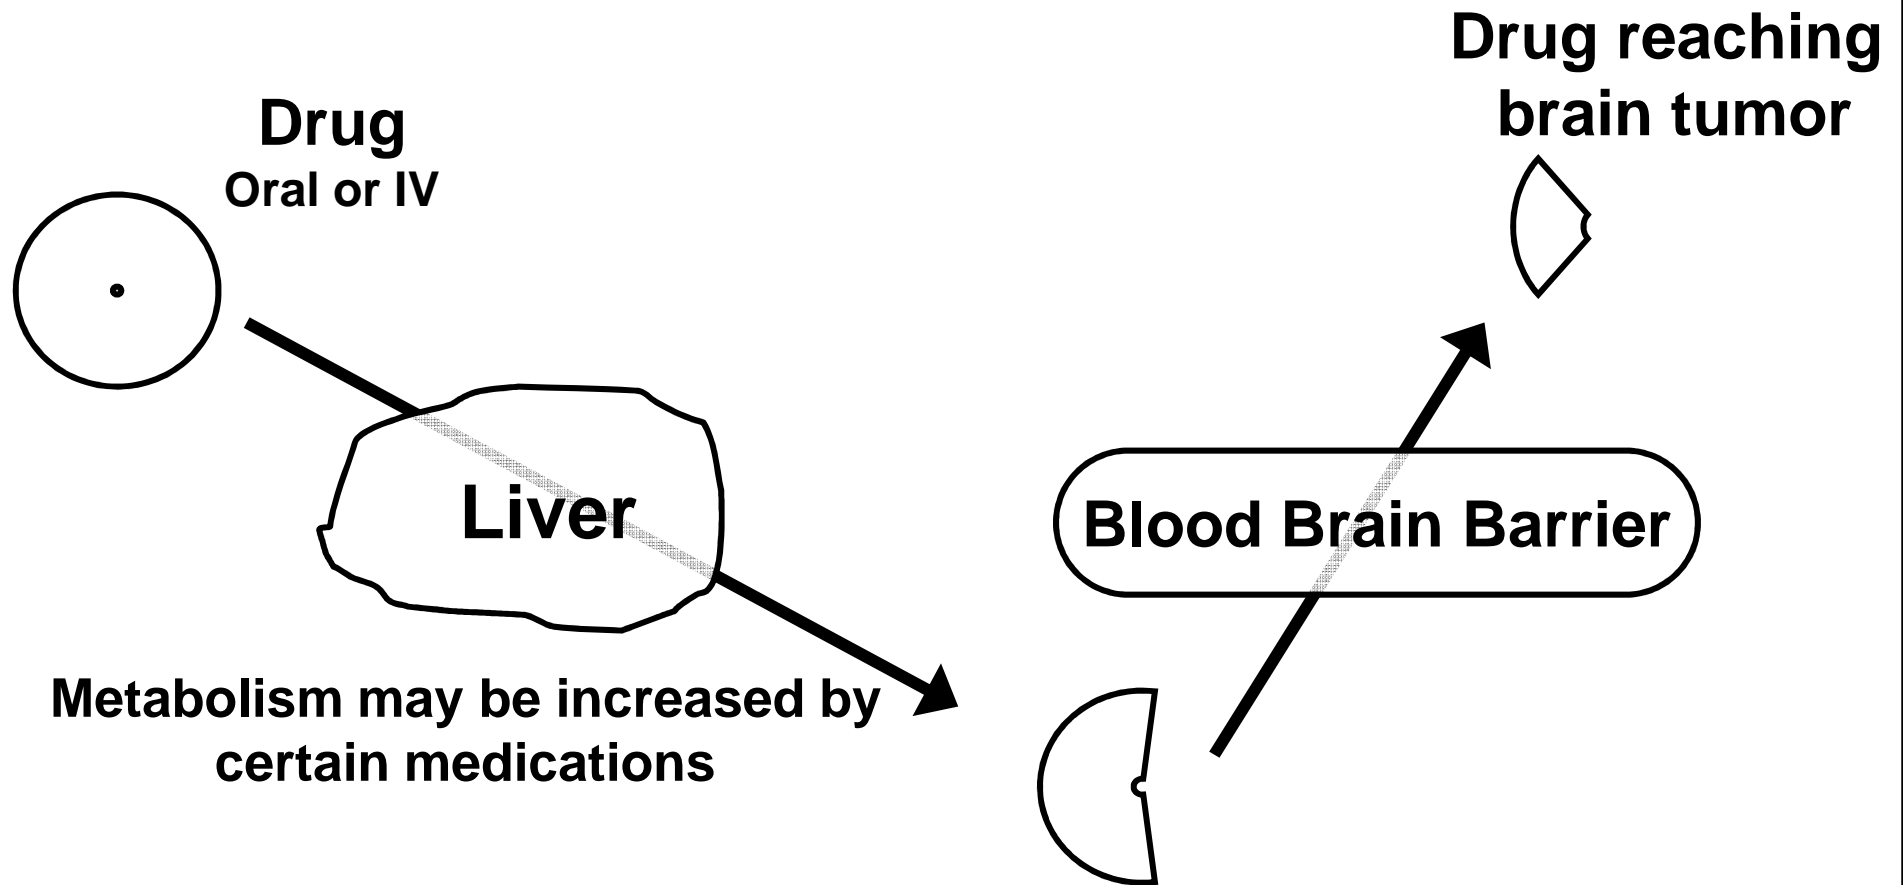 Drug
Oral or IV
Liver
Metabolism may be increased by
certain medications
Blood Brain Barrier
Drug reaching
brain tumor